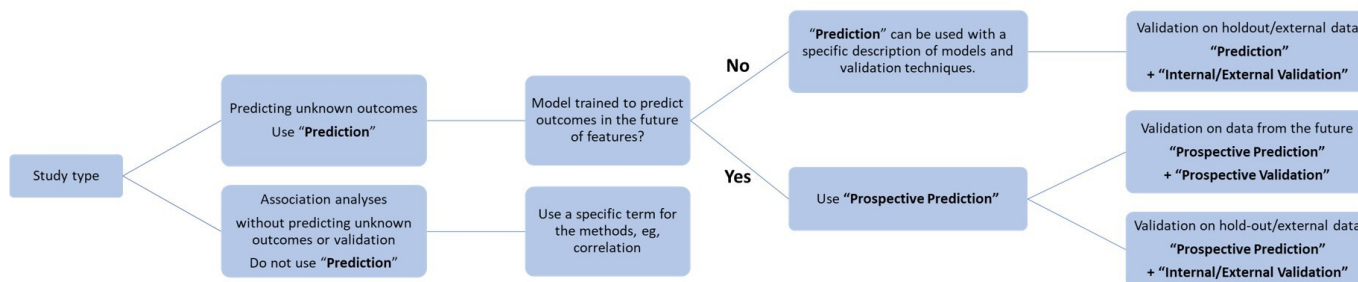 Study type
Predicting unknown outcomes
Use “Prediction”
Association analyses
without predicting unknown
outcomes or validation
Do not use “Prediction”
Model trained to predict
outcomes in the future
of features?
Use a specific term for
the methods, eg,
correlation
No
Yes
“Prediction” can be used with a
specific description of models and
validation techniques.
Use “Prospective Prediction”
Validation on holdout/external data
“Prediction”
+ “Internal/External Validation”
Validation on data from the future
“Prospective Prediction”
+ “Prospective Validation”
Validation on hold-out/external data
“Prospective Prediction”
+ “Internal/External Validation”